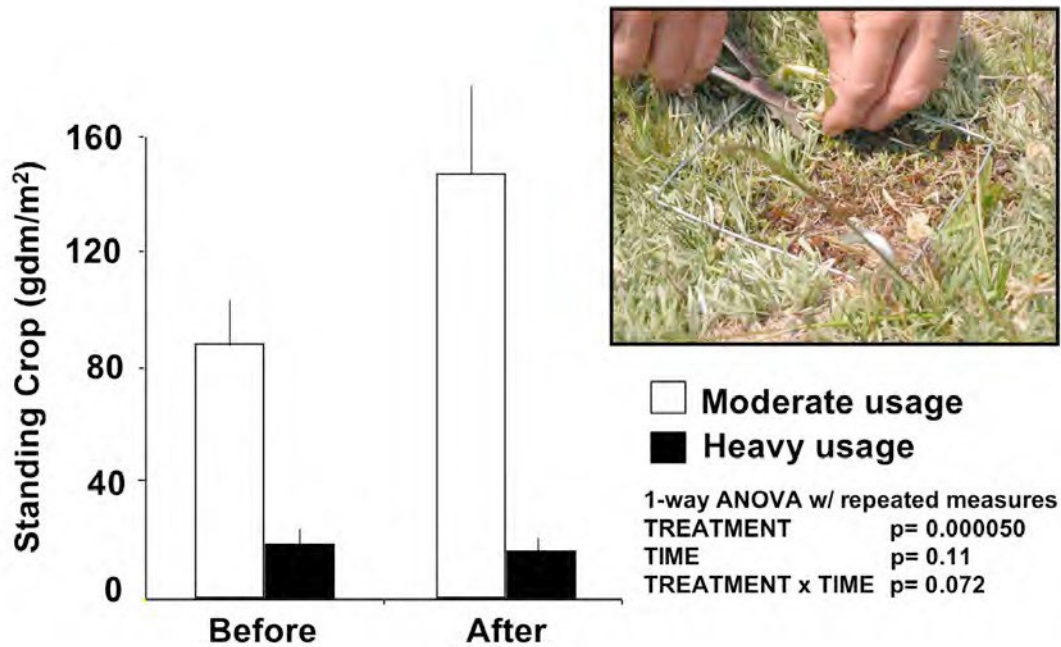 Standing Crop (gdm/m²)
160
120
80
40
0
Before
After
Moderate usage
Heavy usage
1-way ANOVA w/ repeated measures
TREATMENT p= 0.000050
TIME p= 0.11
TREATMENT x TIME p= 0.072